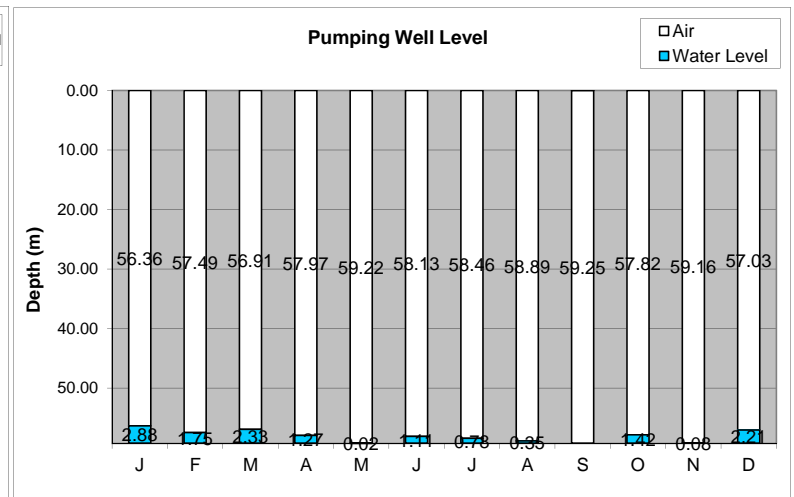 Pumping Well Level
Air
Water Level
0.00
10.00
20.00
30.00
40.00
50.00
Depth (m)
56.36 57.49 56.91 57.97 59.22 58.13 58.46 58.89 59.25 57.82 59.16 57.03
2.88 1.75 2.33 1.27 0.02 1.11 0.78 0.35 1.42 0.08 2.21
J F M A M J J A S O N D